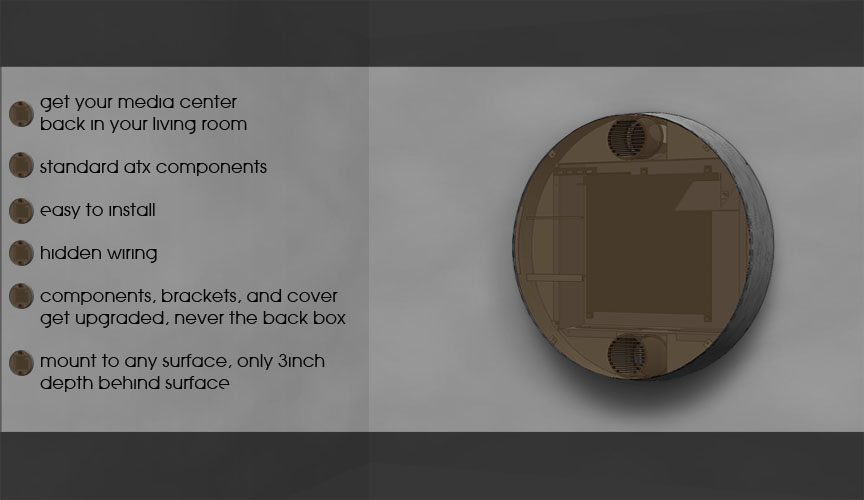 get your media center
back in your living room
standard atx components
easy to install
hidden wiring
components, brackets, and cover
get upgraded, never the back box
mount to any surface, only 3inch
depth behind surface